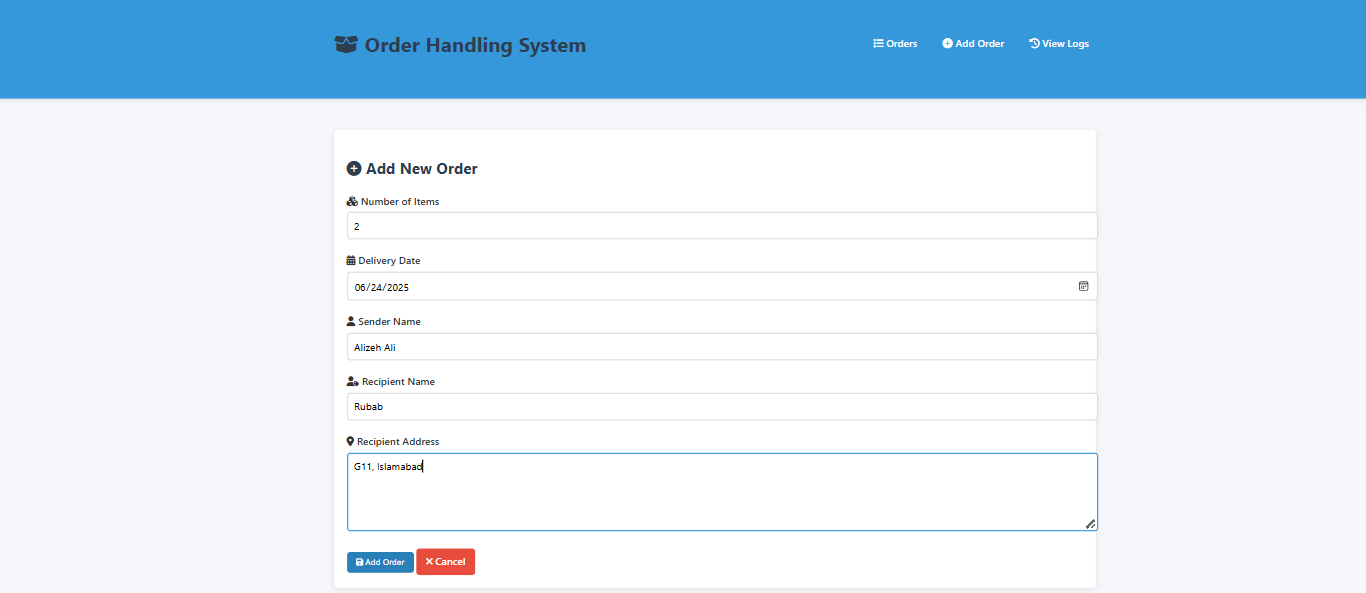 Order Handling System
Orders
Add Order
View Logs
Add New Order
Number of Items
2
Delivery Date
06/24/2025
Sender Name
Alizeh Ali
Recipient Name
Rubab
Recipient Address
G11, Islamabad
Add Order
Cancel